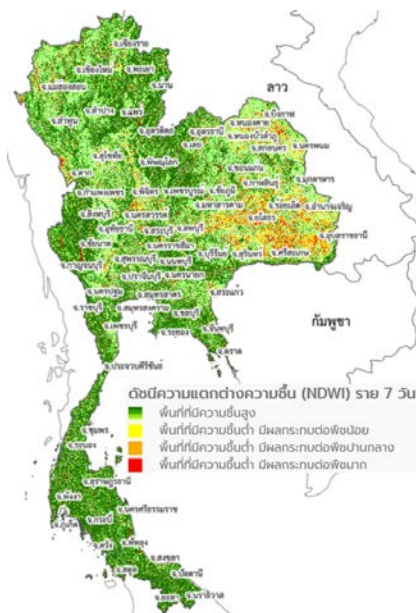 จ.เชียงราย
จ.เชียงใหม่ จ.พะเยา
จ.แม่ฮ่องสอน จ.น่าน
ลาว
จ.ลำปาง จ.แพร่
จ.ลำพูน
จ.อุตรดิตถ์ จ.อุดรธานี จ.หนองคาย จ.บึงกาฬ
จ.เลย จ.หนองบัวลำภู
จ.สกลนคร จ.นครพนม
จ.สุโขทัย จ.พิษณุโลก
จ.ตาก จ.ขอนแก่น จ.มุกดาหาร
จ.กาฬสินธุ์
จ.กำแพงเพชร จ.พิจิตร จ.เพชรบูรณ์ จ.ชัยภูมิ
จ.มหาสารคาม จ.ร้อยเอ็ด จ.อำนาจเจริญ
จ.สิงห์บุรี จ.นครสวรรค์ จ.ยโสธร
จ.อุทัยธานี จ.สระบุรี จ.ลพบุรี
จ.อุบลราชธานี
จ.ชัยนาท จ.นครราชสีมา จ.บุรีรัมย์ จ.สุรินทร์ จ.ศรีสะเกษ
จ.กาญจนบุรี จ.สุพรรณบุรี จ.นนทบุรี
จ.ปราจีนบุรี จ.นครนายก
จ.นครปฐม จ.สมุทรสาคร จ.สระแก้ว
จ.ราชบุรี จ.สมุทรสงคราม จ.ชลบุรี
กัมพูชา
จ.เพชรบุรี จ.ระยอง จ.จันทบุรี
จ.ตราด
จ.ประจวบคีรีขันธ์
ดัชนีความแตกต่างความชื้น (NDWI) ราย 7 วัน
พื้นที่ที่มีความชื้นสูง
พื้นที่ที่มีความชื้นต่ำ มีผลกระทบต่อพืชน้อย
พื้นที่ที่มีความชื้นต่ำ มีผลกระทบต่อพืชปานกลาง
พื้นที่ที่มีความชื้นต่ำ มีผลกระทบต่อพืชมาก
จ.ชุมพร
จ.ระนอง
จ.สุราษฎร์ธานี
จ.พังงา
จ.นครศรีธรรมราช
จ.ภูเก็ต จ.กระบี่
จ.ตรัง จ.พัทลุง
จ.สงขลา
จ.สตูล จ.ปัตตานี
จ.ยะลา จ.นราธิวาส